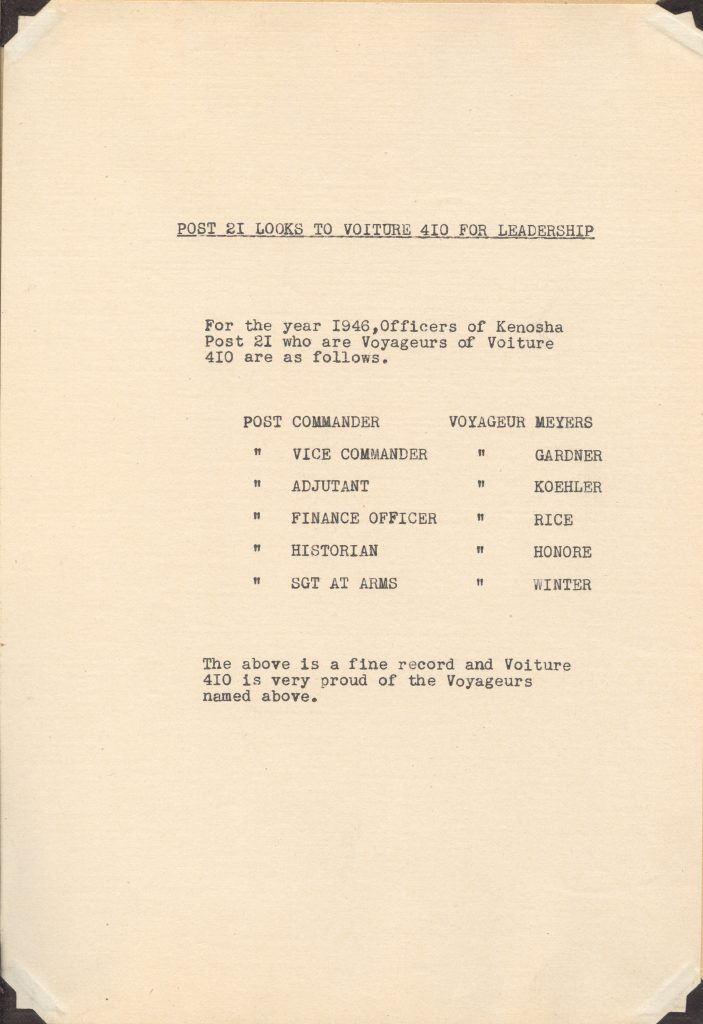 POST 2I LOOKS TO VOITURE 4IO FOR LEADERSHIP
For the year I946,Officers of Kenosha
Post 2I who are Voyageurs of Voiture
4IO are as follows.
POST COMMANDER VOYAGEUR MEYERS
" VICE COMMANDER " GARDNER
" ADJUTANT " KOEHLER
" FINANCE OFFICER " RICE
" HISTORIAN " HONORE
" SGT AT ARMS " WINTER
The above is a fine record and Voiture
4IO is very proud of the Voyageurs
named above.